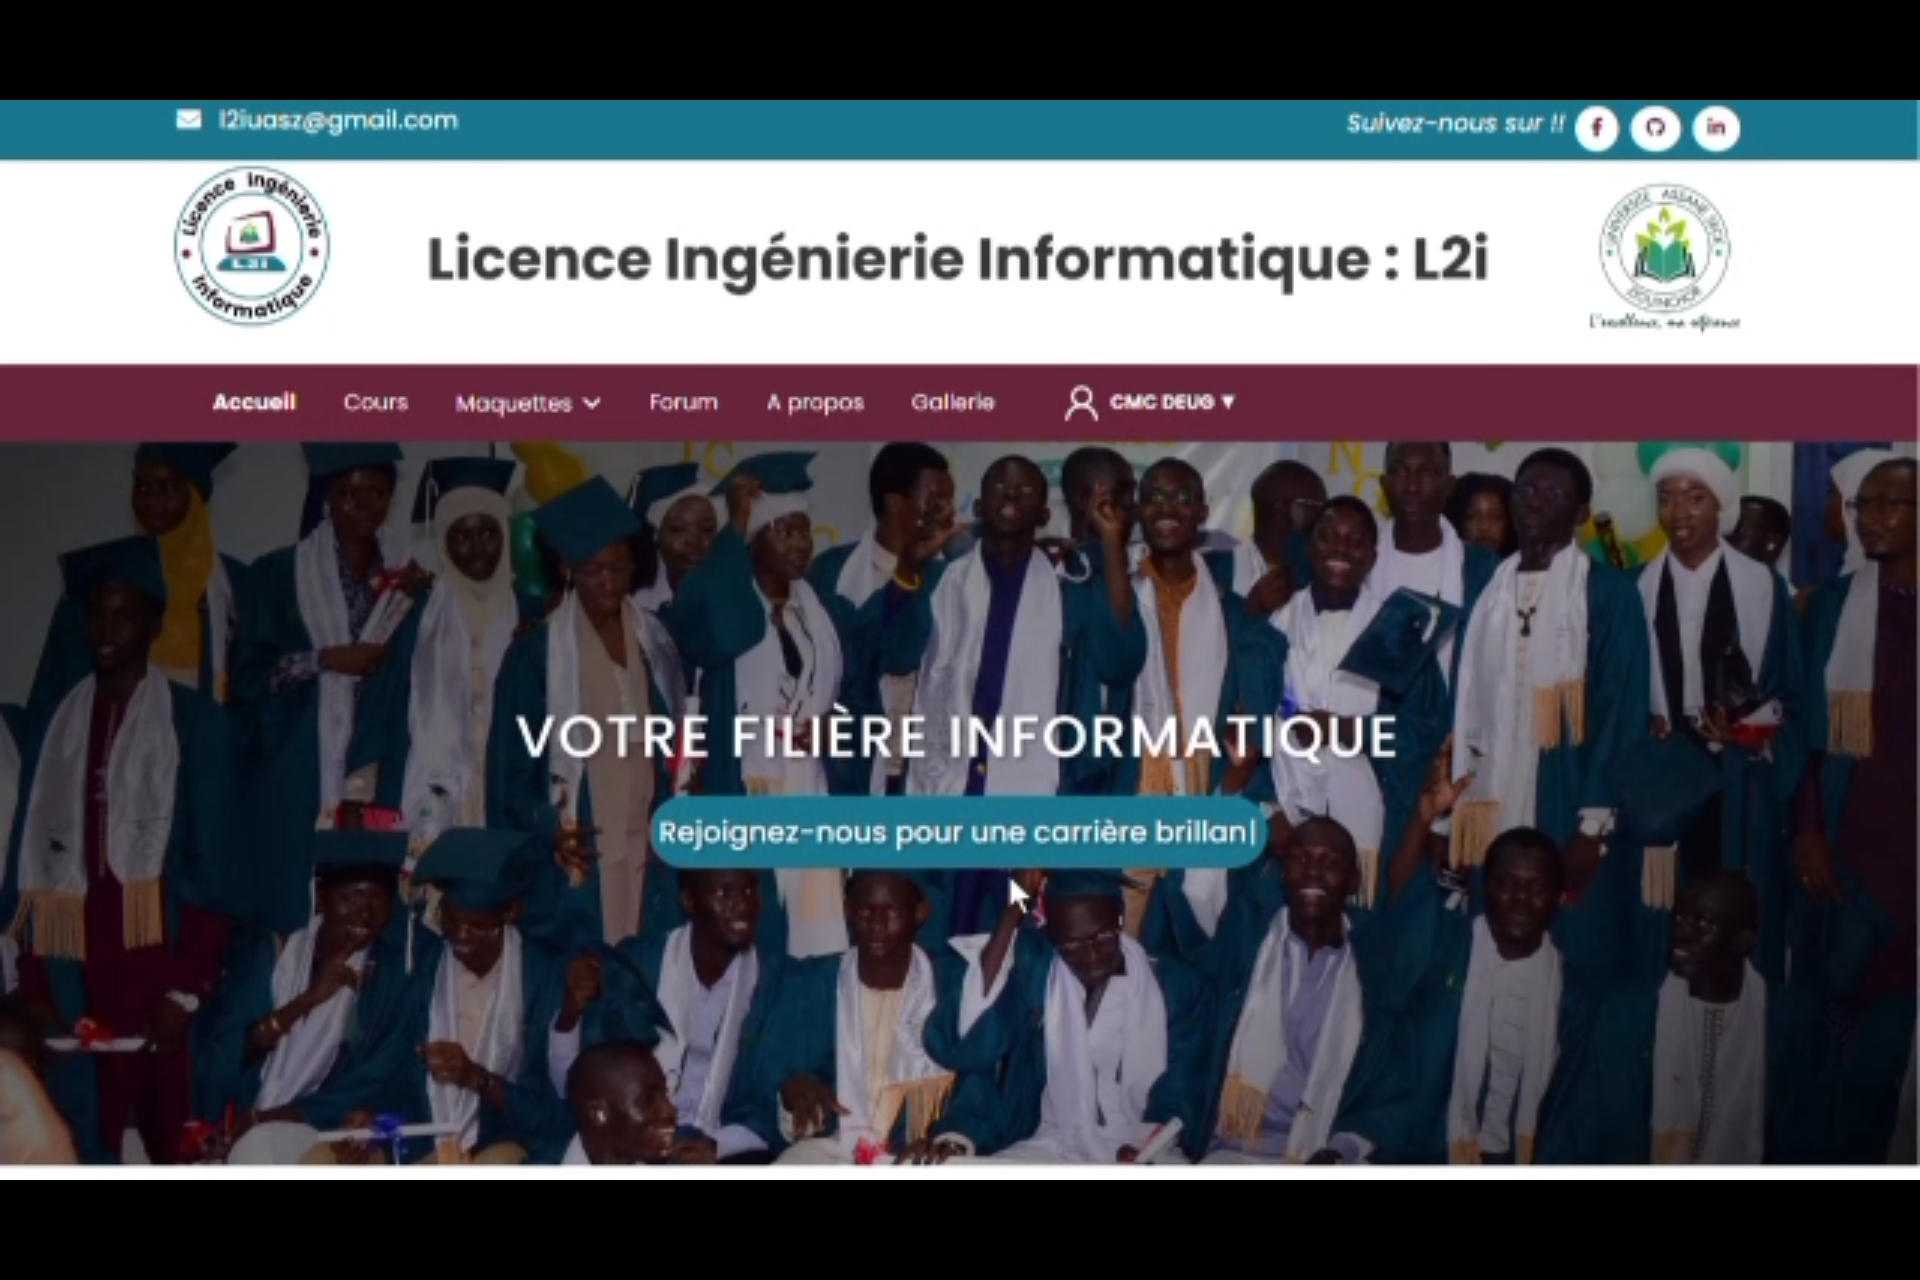 l2iuasz@gmail.com
Suivez-nous sur !!
Licence Ingénierie
L2i
Informatique
Licence Ingénierie Informatique : L2i
UNIVERSITE ASSANE SECK
ZIGUINCHOR
L'excellence, ma référence
Accueil Cours Maquettes Forum A propos Gallerie CMC DEUG
VOTRE FILIÈRE INFORMATIQUE
Rejoignez-nous pour une carrière brillan|